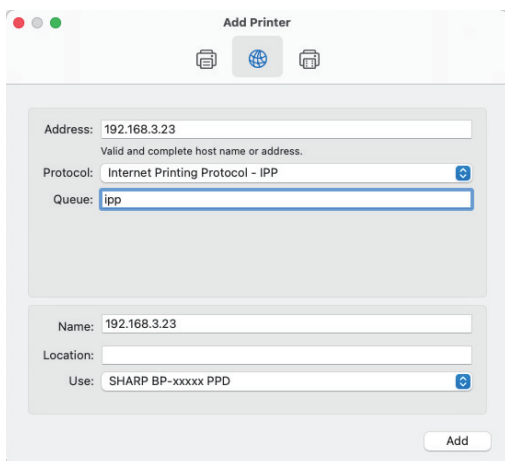 Add Printer
Address: 192.168.3.23
Valid and complete host name or address.
Protocol: Internet Printing Protocol - IPP
Queue: ipp
Name: 192.168.3.23
Location:
Use: SHARP BP-xxxxx PPD
Add